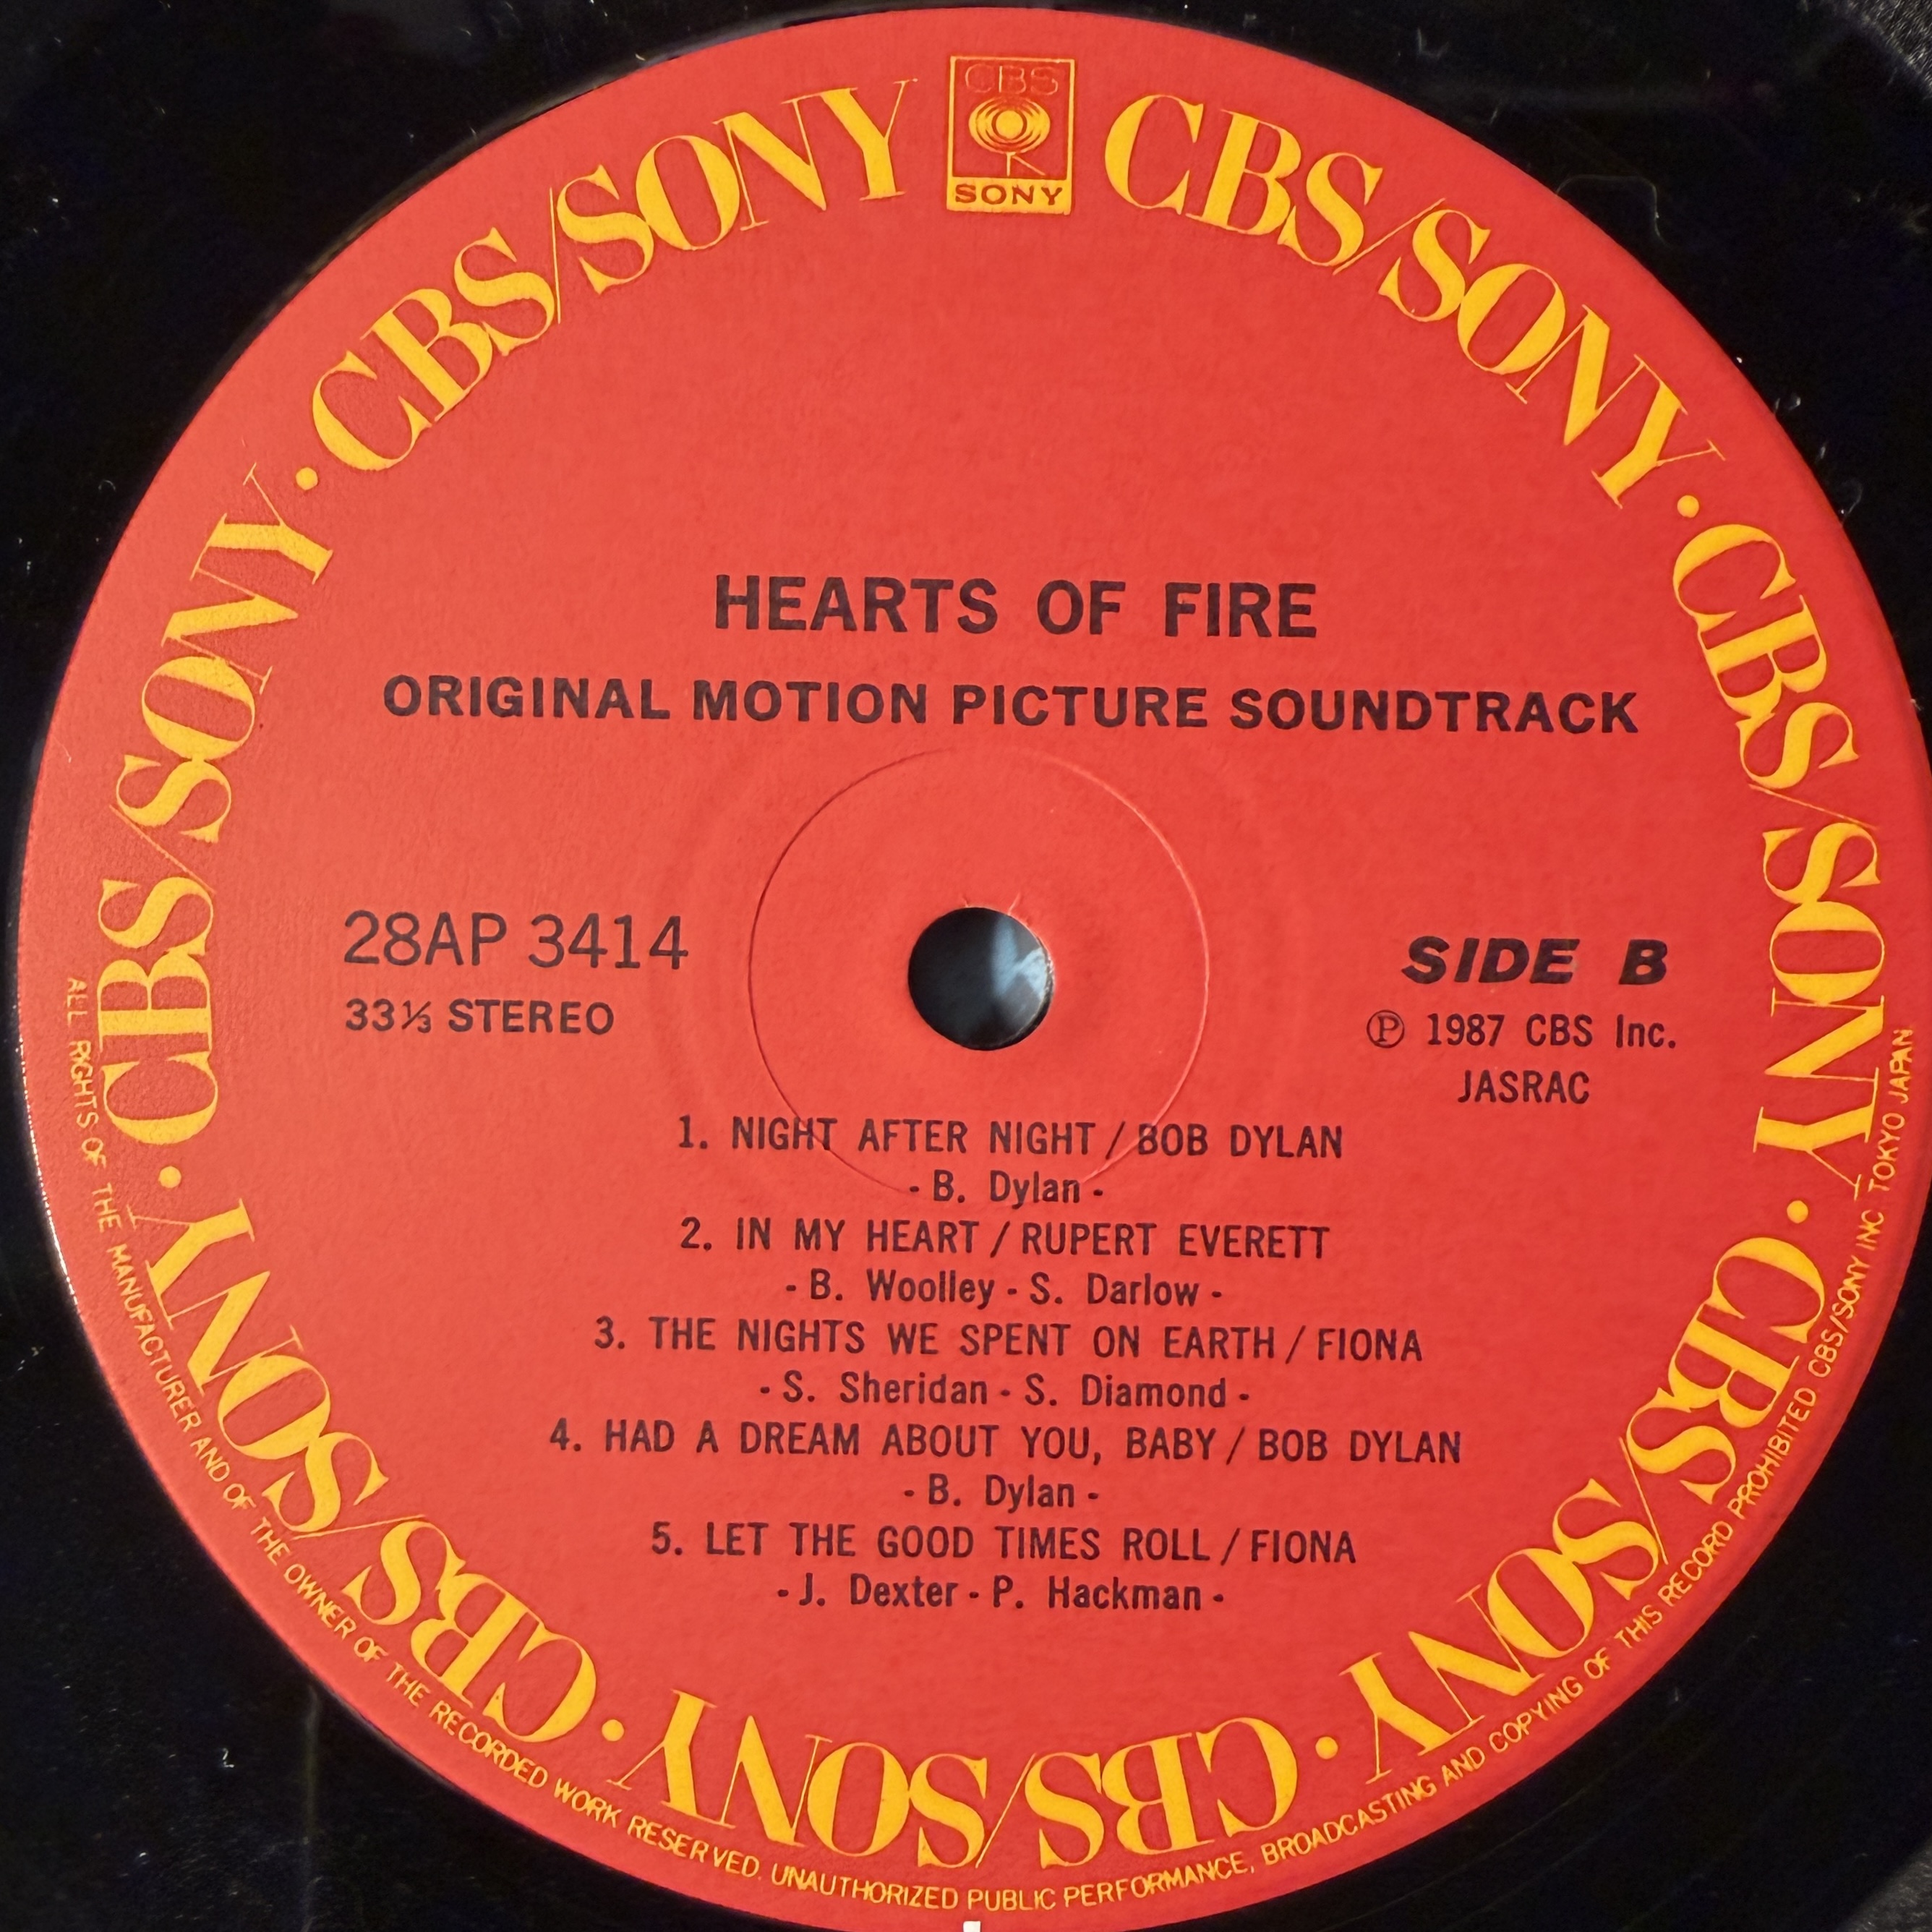 CBS
SONY
CBS/SONY · CBS/SONY · CBS/SONY · CBS/SONY · CBS/SONY · CBS/SONY · CBS/SONY
HEARTS OF FIRE
ORIGINAL MOTION PICTURE SOUNDTRACK
28AP 3414
33⅓ STEREO
SIDE B
Ⓟ 1987 CBS Inc.
JASRAC
1. NIGHT AFTER NIGHT / BOB DYLAN
- B. Dylan -
2. IN MY HEART / RUPERT EVERETT
- B. Woolley - S. Darlow -
3. THE NIGHTS WE SPENT ON EARTH / FIONA
- S. Sheridan - S. Diamond -
4. HAD A DREAM ABOUT YOU, BABY / BOB DYLAN
- B. Dylan -
5. LET THE GOOD TIMES ROLL / FIONA
- J. Dexter - P. Hackman -
ALL RIGHTS OF THE MANUFACTURER AND OF THE OWNER OF THE RECORDED WORK RESERVED. UNAUTHORIZED PUBLIC PERFORMANCE, BROADCASTING AND COPYING OF THIS RECORD PROHIBITED. CBS/SONY INC TOKYO JAPAN